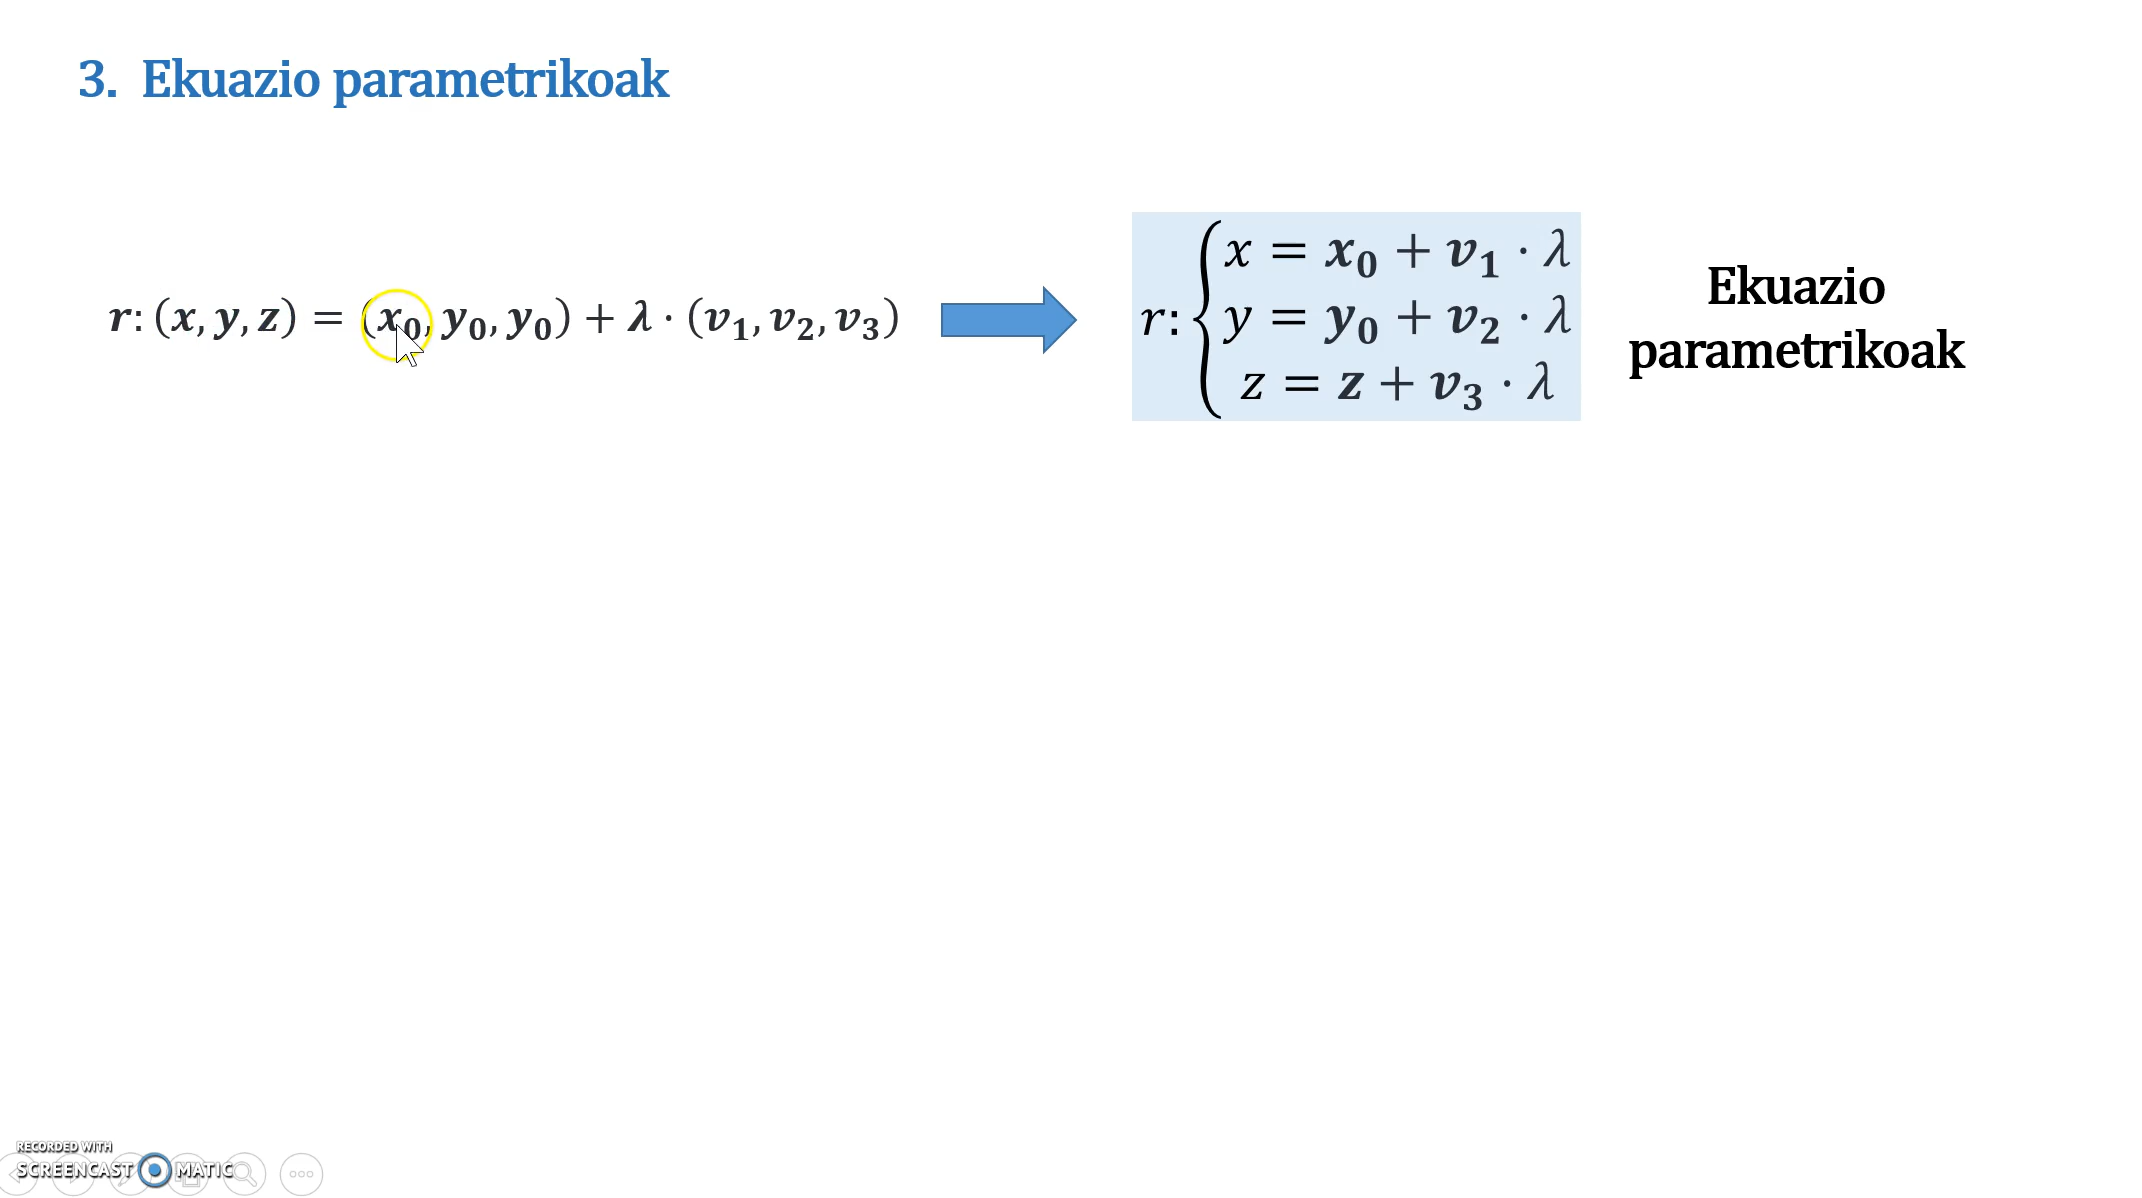 3. Ekuazio parametrikoak
r: (x, y, z) = (x₀, y₀, y₀) + λ · (v₁, v₂, v₃)
r: { x = x₀ + v₁ · λ
y = y₀ + v₂ · λ
z = z + v₃ · λ
Ekuazio
parametrikoak
RECORDED WITH
SCREENCAST MATIC